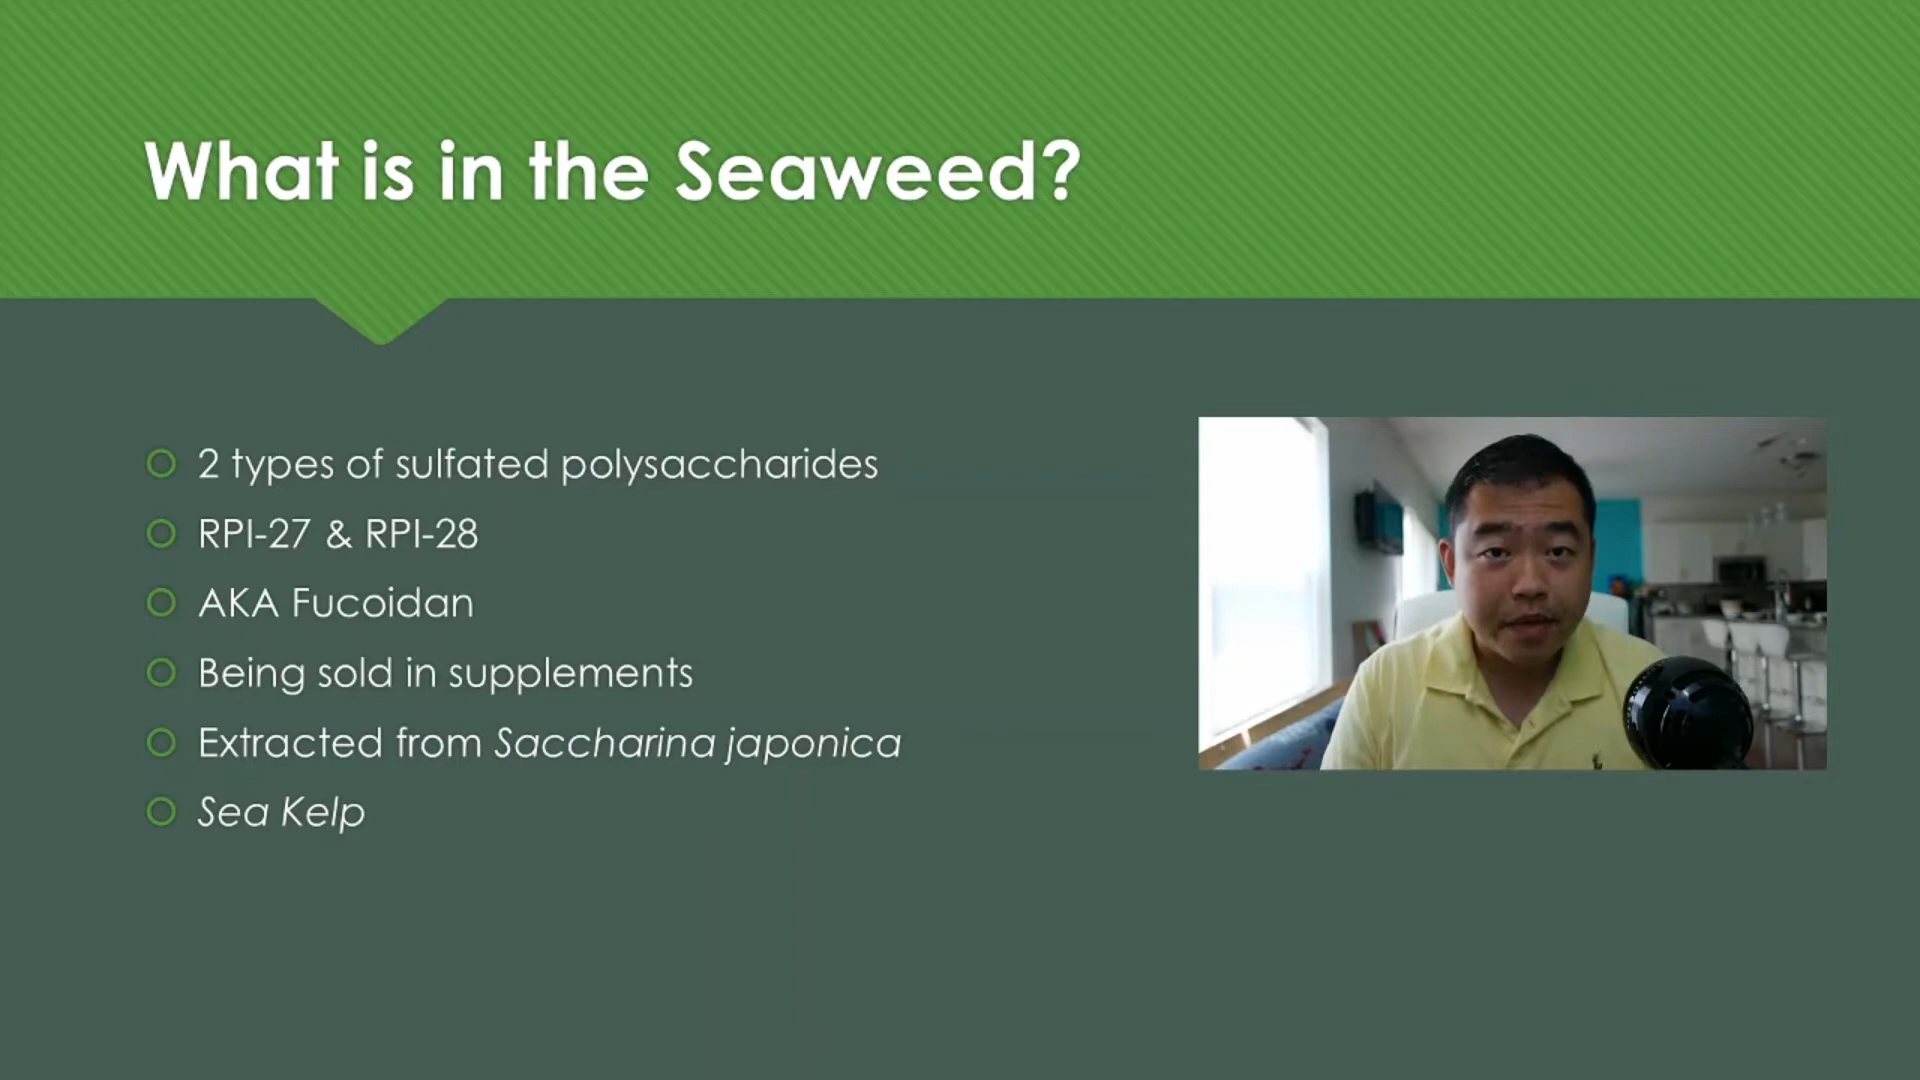 What is in the Seaweed?
2 types of sulfated polysaccharides
RPI-27 & RPI-28
AKA Fucoidan
Being sold in supplements
Extracted from Saccharina japonica
Sea Kelp